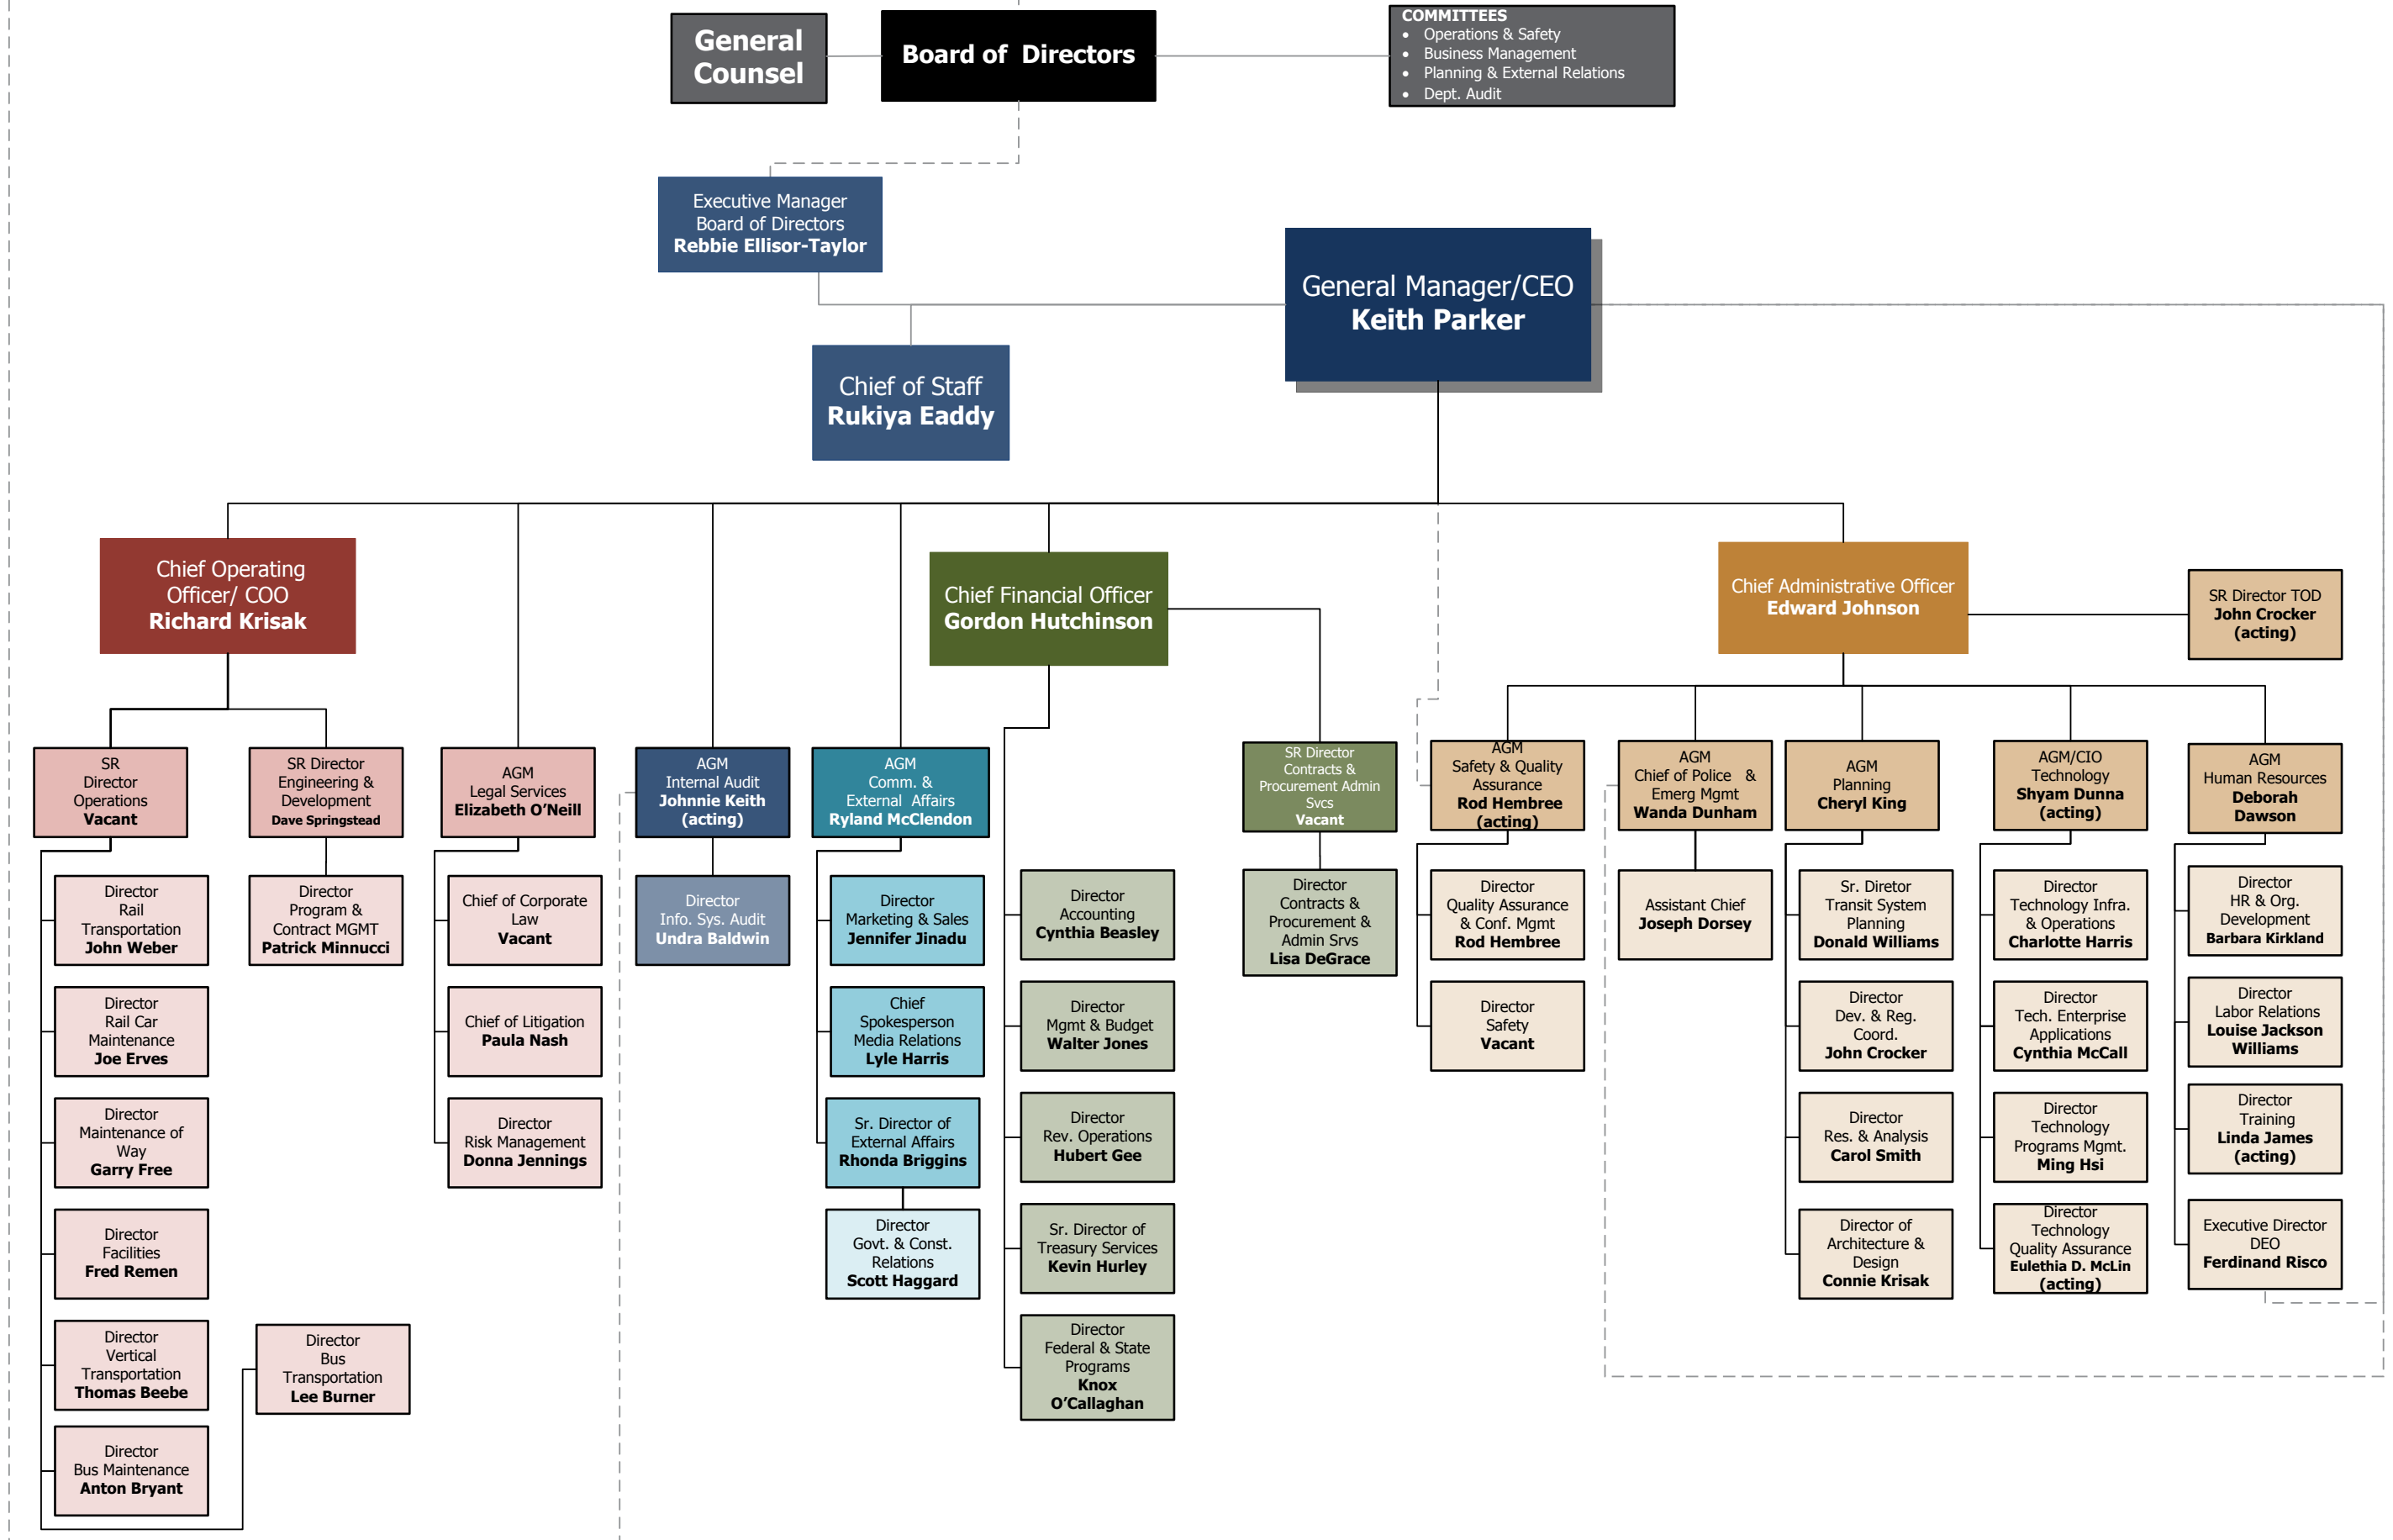 General
Counsel
Board of  Directors
COMMITTEES
• Operations & Safety
• Business Management
• Planning & External Relations
• Dept. Audit
Executive Manager
Board of Directors
Rebbie Ellisor-Taylor
General Manager/CEO
Keith Parker
Chief of Staff
Rukiya Eaddy
Chief Operating
Officer/ COO
Richard Krisak
Chief Financial Officer
Gordon Hutchinson
Chief Administrative Officer
Edward Johnson
SR Director TOD
John Crocker
(acting)
SR
Director
Operations
Vacant
SR Director
Engineering &
Development
Dave Springstead
AGM
Legal Services
Elizabeth O’Neill
AGM
Internal Audit
Johnnie Keith
(acting)
AGM
Comm. &
External  Affairs
Ryland McClendon
SR Director
Contracts &
Procurement Admin
Svcs
Vacant
AGM
Safety & Quality
Assurance
Rod Hembree
(acting)
AGM
Chief of Police  &
Emerg Mgmt
Wanda Dunham
AGM
Planning
Cheryl King
AGM/CIO
Technology
Shyam Dunna
(acting)
AGM
Human Resources
Deborah
Dawson
Director
Rail
Transportation
John Weber
Director
Program &
Contract MGMT
Patrick Minnucci
Chief of Corporate
Law
Vacant
Director
Info. Sys. Audit
Undra Baldwin
Director
Marketing & Sales
Jennifer Jinadu
Director
Accounting
Cynthia Beasley
Director
Contracts &
Procurement &
Admin Srvs
Lisa DeGrace
Director
Quality Assurance
& Conf. Mgmt
Rod Hembree
Assistant Chief
Joseph Dorsey
Sr. Diretor
Transit System
Planning
Donald Williams
Director
Technology Infra.
& Operations
Charlotte Harris
Director
HR & Org.
Development
Barbara Kirkland
Director
Rail Car
Maintenance
Joe Erves
Chief of Litigation
Paula Nash
Chief
Spokesperson
Media Relations
Lyle Harris
Director
Mgmt & Budget
Walter Jones
Director
Safety
Vacant
Director
Dev. & Reg.
Coord.
John Crocker
Director
Tech. Enterprise
Applications
Cynthia McCall
Director
Labor Relations
Louise Jackson
Williams
Director
Maintenance of
Way
Garry Free
Director
Risk Management
Donna Jennings
Sr. Director of
External Affairs
Rhonda Briggins
Director
Rev. Operations
Hubert Gee
Director
Res. & Analysis
Carol Smith
Director
Technology
Programs Mgmt.
Ming Hsi
Director
Training
Linda James
(acting)
Director
Facilities
Fred Remen
Director
Govt. & Const.
Relations
Scott Haggard
Sr. Director of
Treasury Services
Kevin Hurley
Director of
Architecture &
Design
Connie Krisak
Director
Technology
Quality Assurance
Eulethia D. McLin
(acting)
Executive Director
DEO
Ferdinand Risco
Director
Vertical
Transportation
Thomas Beebe
Director
Bus
Transportation
Lee Burner
Director
Federal & State
Programs
Knox
O’Callaghan
Director
Bus Maintenance
Anton Bryant